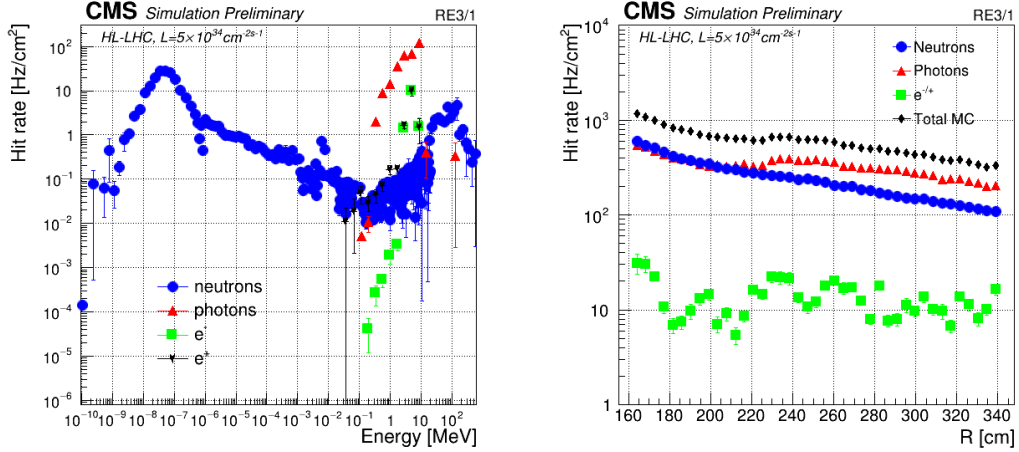 CMS Simulation Preliminary RE3/1
HL-LHC, L=5×10³⁴cm⁻²s⁻¹
Hit rate [Hz/cm²]
10²
10
1
10⁻¹
10⁻²
10⁻³
10⁻⁴
10⁻⁵
10⁻⁶
neutrons
photons
e⁻
e⁺
10⁻¹⁰ 10⁻⁹ 10⁻⁸ 10⁻⁷ 10⁻⁶ 10⁻⁵ 10⁻⁴ 10⁻³ 10⁻² 10⁻¹ 1 10 10²
Energy [MeV]
CMS Simulation Preliminary RE3/1
HL-LHC, L=5×10³⁴cm⁻²s⁻¹
Hit rate [Hz/cm²]
10⁴
10³
10²
10
1
Neutrons
Photons
e⁻/⁺
Total MC
160 180 200 220 240 260 280 300 320 340
R [cm]